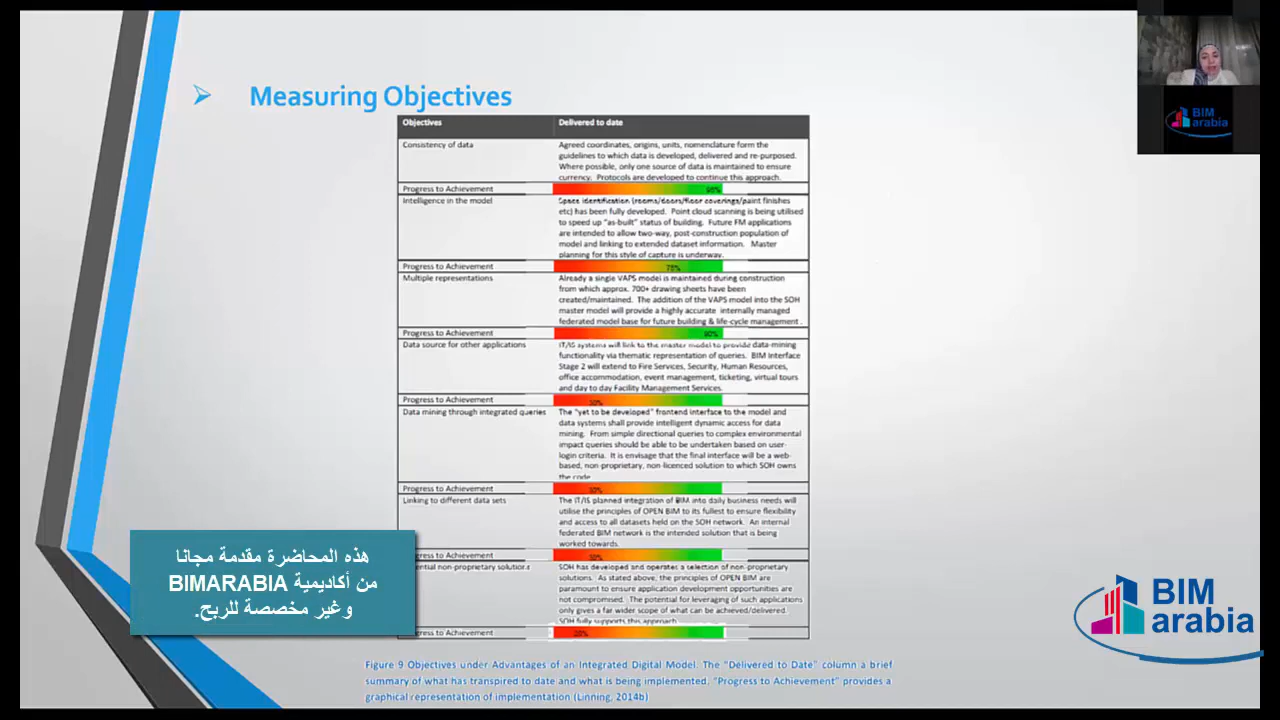 Measuring Objectives
Objectives Delivered to date
Consistency of data
Agreed coordinates, origins, units, nomenclature form the
guidelines to which data is developed, delivered and re-purposed.
Where possible, only one source of data is maintained to ensure
currency. Protocols are developed to continue this approach.
Progress to Achievement
Intelligence in the model
Space identification (rooms/doors/floor coverings/paint finishes
etc) has been fully developed. Point cloud scanning is being utilised
to speed up "as-built" status of building. Future FM applications
are intended to allow two-way, post-construction population of
model and linking to extended dataset information. Master
planning for this style of capture is underway.
Progress to Achievement
Multiple representations
Already a single VAPS model is maintained during construction
from which approx. 700+ drawing sheets have been
created/maintained. The addition of the VAPS model into the SOH
master model will provide a highly accurate internally managed
federated model base for future building & life-cycle management .
Progress to Achievement
Data source for other applications
IT/IS systems will link to the master model to provide data-mining
functionality via thematic representation of queries. BIM Interface
Stage 2 will extend to Fire Services, Security, Human Resources,
office accommodation, event management, ticketing, virtual tours
and day to day Facility Management Services.
Progress to Achievement
Data mining through integrated queries
The "yet to be developed" frontend interface to the model and
data systems shall provide intelligent dynamic access for data
mining. From simple directional queries to complex environmental
impact queries should be able to be undertaken based on user-
login criteria. It is envisage that the final interface will be a web-
based, non-proprietary, non-licenced solution to which SOH owns
the code.
Progress to Achievement
Linking to different data sets
The IT/IS planned integration of BIM into daily business needs will
utilise the principles of OPEN BIM to its fullest to ensure flexibility
and access to all datasets held on the SOH network. An internal
federated BIM network is the intended solution that is being
worked towards.
ogress to Achievement
ential non-proprietary solutions
SOH has developed and operates a selection of non-proprietary
solutions. As stated above, the principles of OPEN BIM are
paramount to ensure application development opportunities are
not compromised. The potential for leveraging of such applications
only gives a far wider scope of what can be achieved/delivered.
SOH fully supports this approach.
ogress to Achievement
Figure 9 Objectives under Advantages of an Integrated Digital Model. The "Delivered to Date" column a brief
summary of what has transpired to date and what is being implemented, "Progress to Achievement" provides a
graphical representation of implementation (Linning, 2014b)
هذه المحاضرة مقدمة مجانا
من أكاديمية BIMARABIA
وغير مخصصة للربح.
BIM
arabia
BIM
arabia